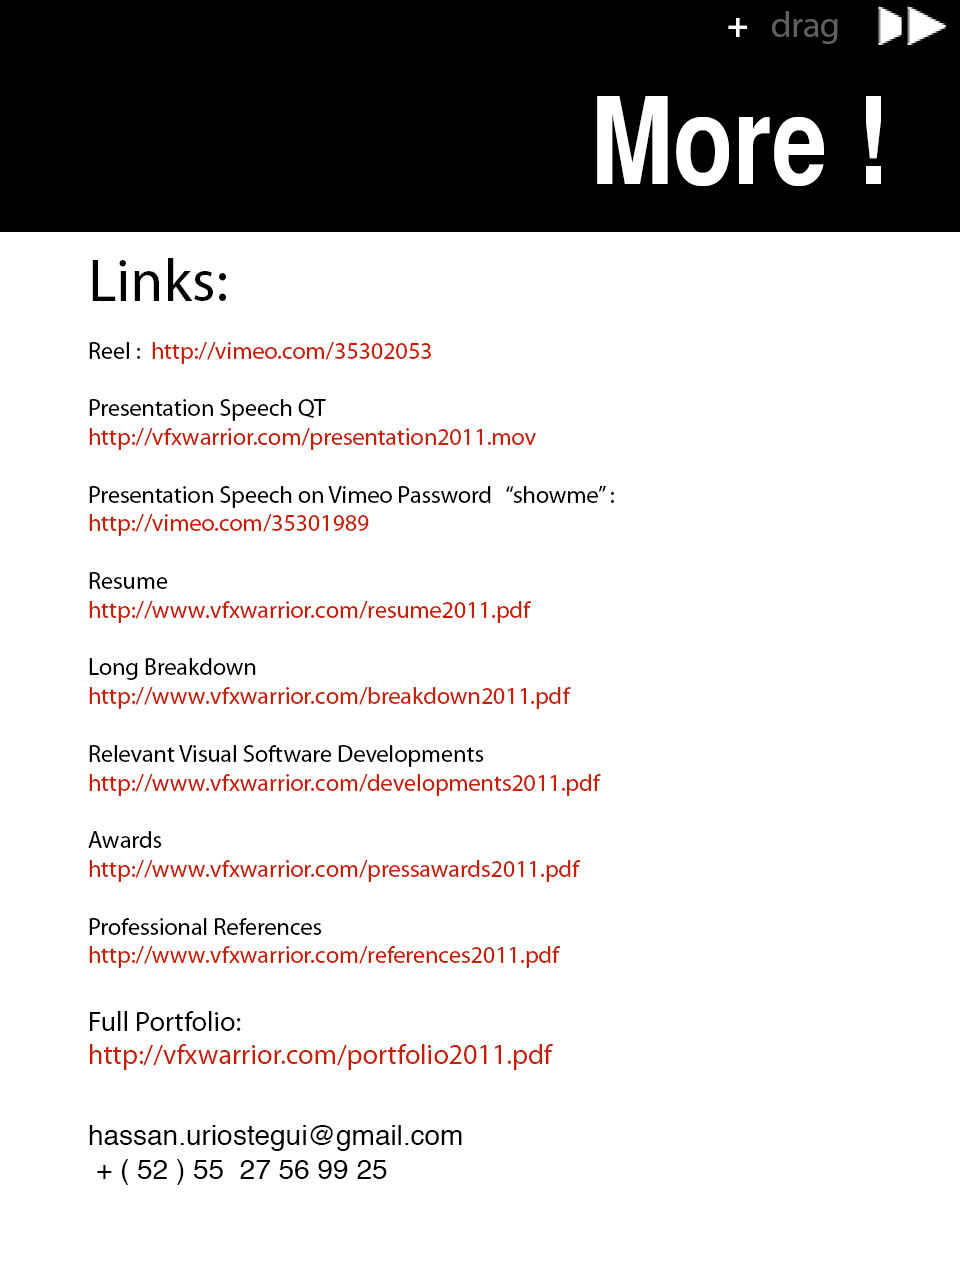 + drag
More !
Links:
Reel : http://vimeo.com/35302053
Presentation Speech QT
http://vfxwarrior.com/presentation2011.mov
Presentation Speech on Vimeo Password “showme” :
http://vimeo.com/35301989
Resume
http://www.vfxwarrior.com/resume2011.pdf
Long Breakdown
http://www.vfxwarrior.com/breakdown2011.pdf
Relevant Visual Software Developments
http://www.vfxwarrior.com/developments2011.pdf
Awards
http://www.vfxwarrior.com/pressawards2011.pdf
Professional References
http://www.vfxwarrior.com/references2011.pdf
Full Portfolio:
http://vfxwarrior.com/portfolio2011.pdf
hassan.uriostegui@gmail.com
+ ( 52 ) 55 27 56 99 25